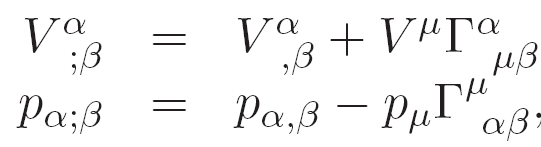 V^α_{;β} = V^α_{,β} + V^μ Γ^α_{μβ}
p_{α;β} = p_{α,β} − p_μ Γ^μ_{αβ},